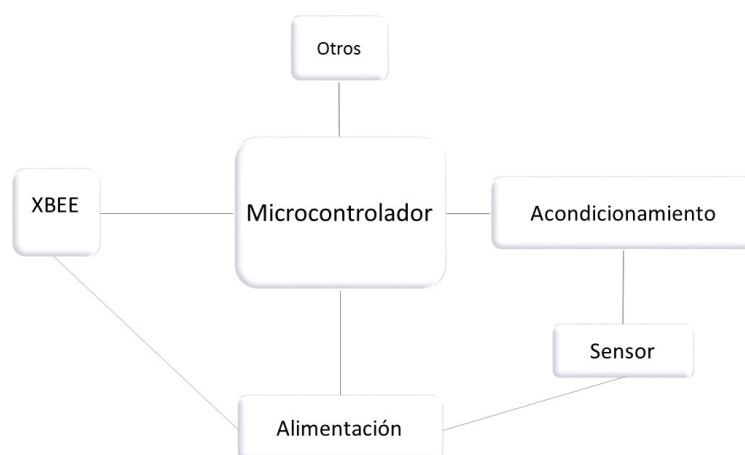 Otros
XBEE
Microcontrolador
Acondicionamiento
Sensor
Alimentación